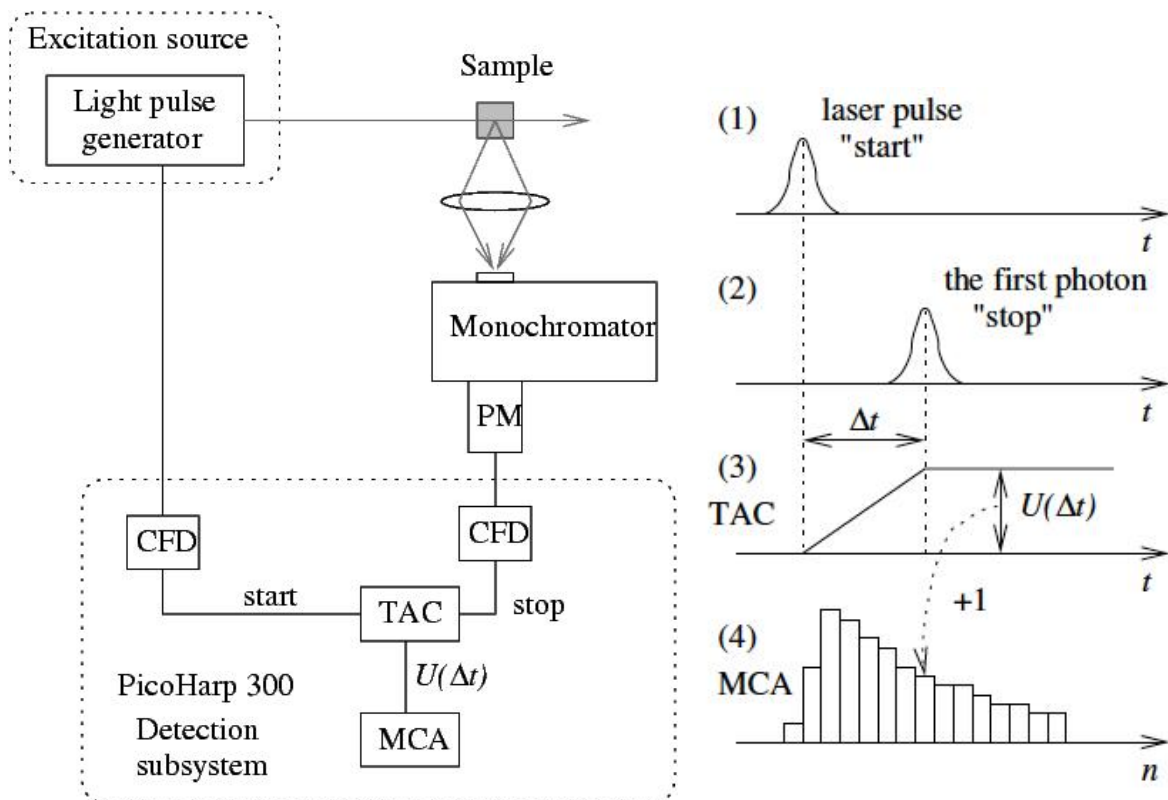 Excitation source
Light pulse
generator
Sample
Monochromator
PM
CFD
CFD
start
TAC
stop
U(Δt)
MCA
PicoHarp 300
Detection
subsystem
(1)
laser pulse
"start"
t
(2)
the first photon
"stop"
t
Δt
(3)
TAC
U(Δt)
t
+1
(4)
MCA
n